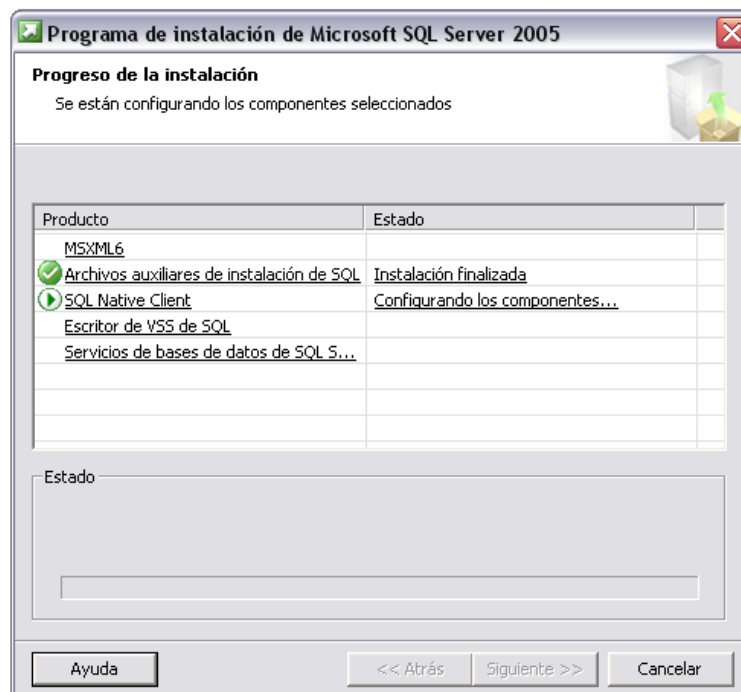 Programa de instalación de Microsoft SQL Server 2005
Progreso de la instalación
Se están configurando los componentes seleccionados
Producto Estado
MSXML6
Archivos auxiliares de instalación de SQL Instalación finalizada
SQL Native Client Configurando los componentes...
Escritor de VSS de SQL
Servicios de bases de datos de SQL S...
Estado
Ayuda << Atrás Siguiente >> Cancelar